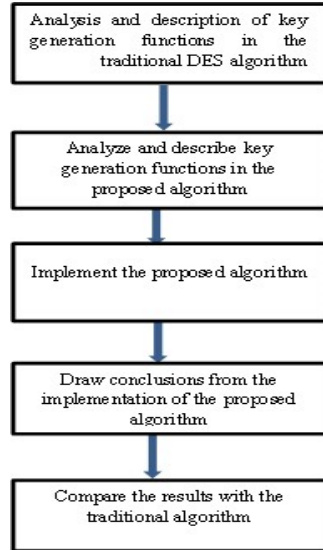 Analysis and description of key
generation functions in the
traditional DES algorithm
Analyze and describe key
generation functions in the
proposed algorithm
Implement the proposed algorithm
Draw conclusions from the
implementation of the proposed
algorithm
Compare the results with the
traditional algorithm